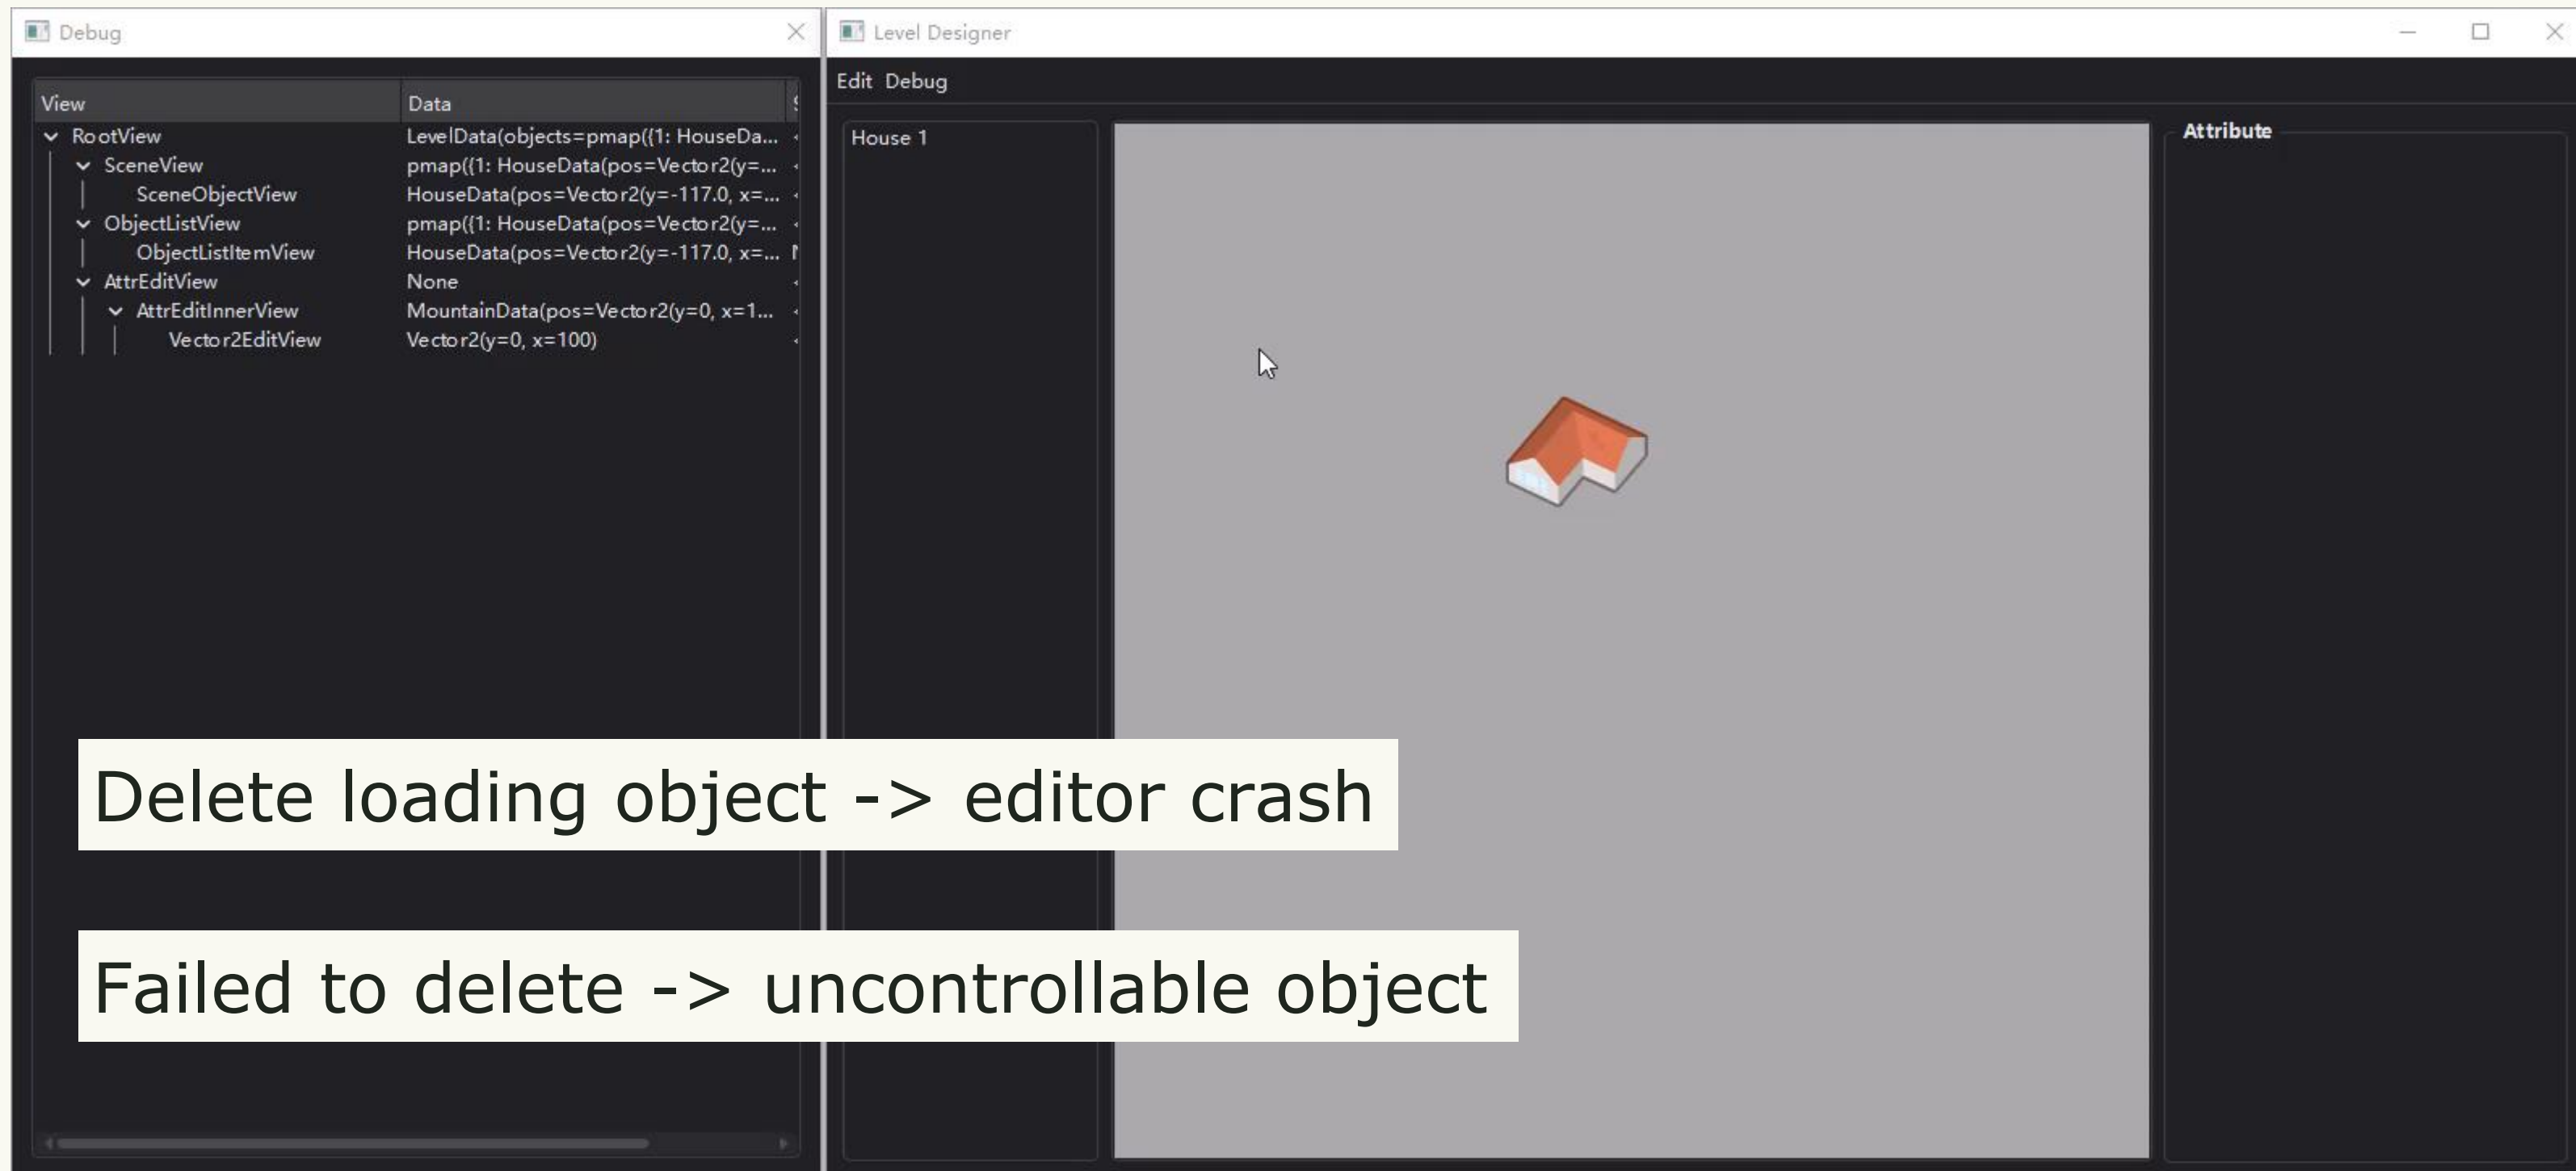 Debug
View Data
RootView LevelData(objects=pmap({1: HouseDa...
SceneView pmap({1: HouseData(pos=Vector2(y=...
SceneObjectView HouseData(pos=Vector2(y=-117.0, x=...
ObjectListView pmap({1: HouseData(pos=Vector2(y=...
ObjectListItemView HouseData(pos=Vector2(y=-117.0, x=...
AttrEditView None
AttrEditInnerView MountainData(pos=Vector2(y=0, x=1...
Vector2EditView Vector2(y=0, x=100)
Level Designer
Edit Debug
House 1
Attribute
Delete loading object -> editor crash
Failed to delete -> uncontrollable object